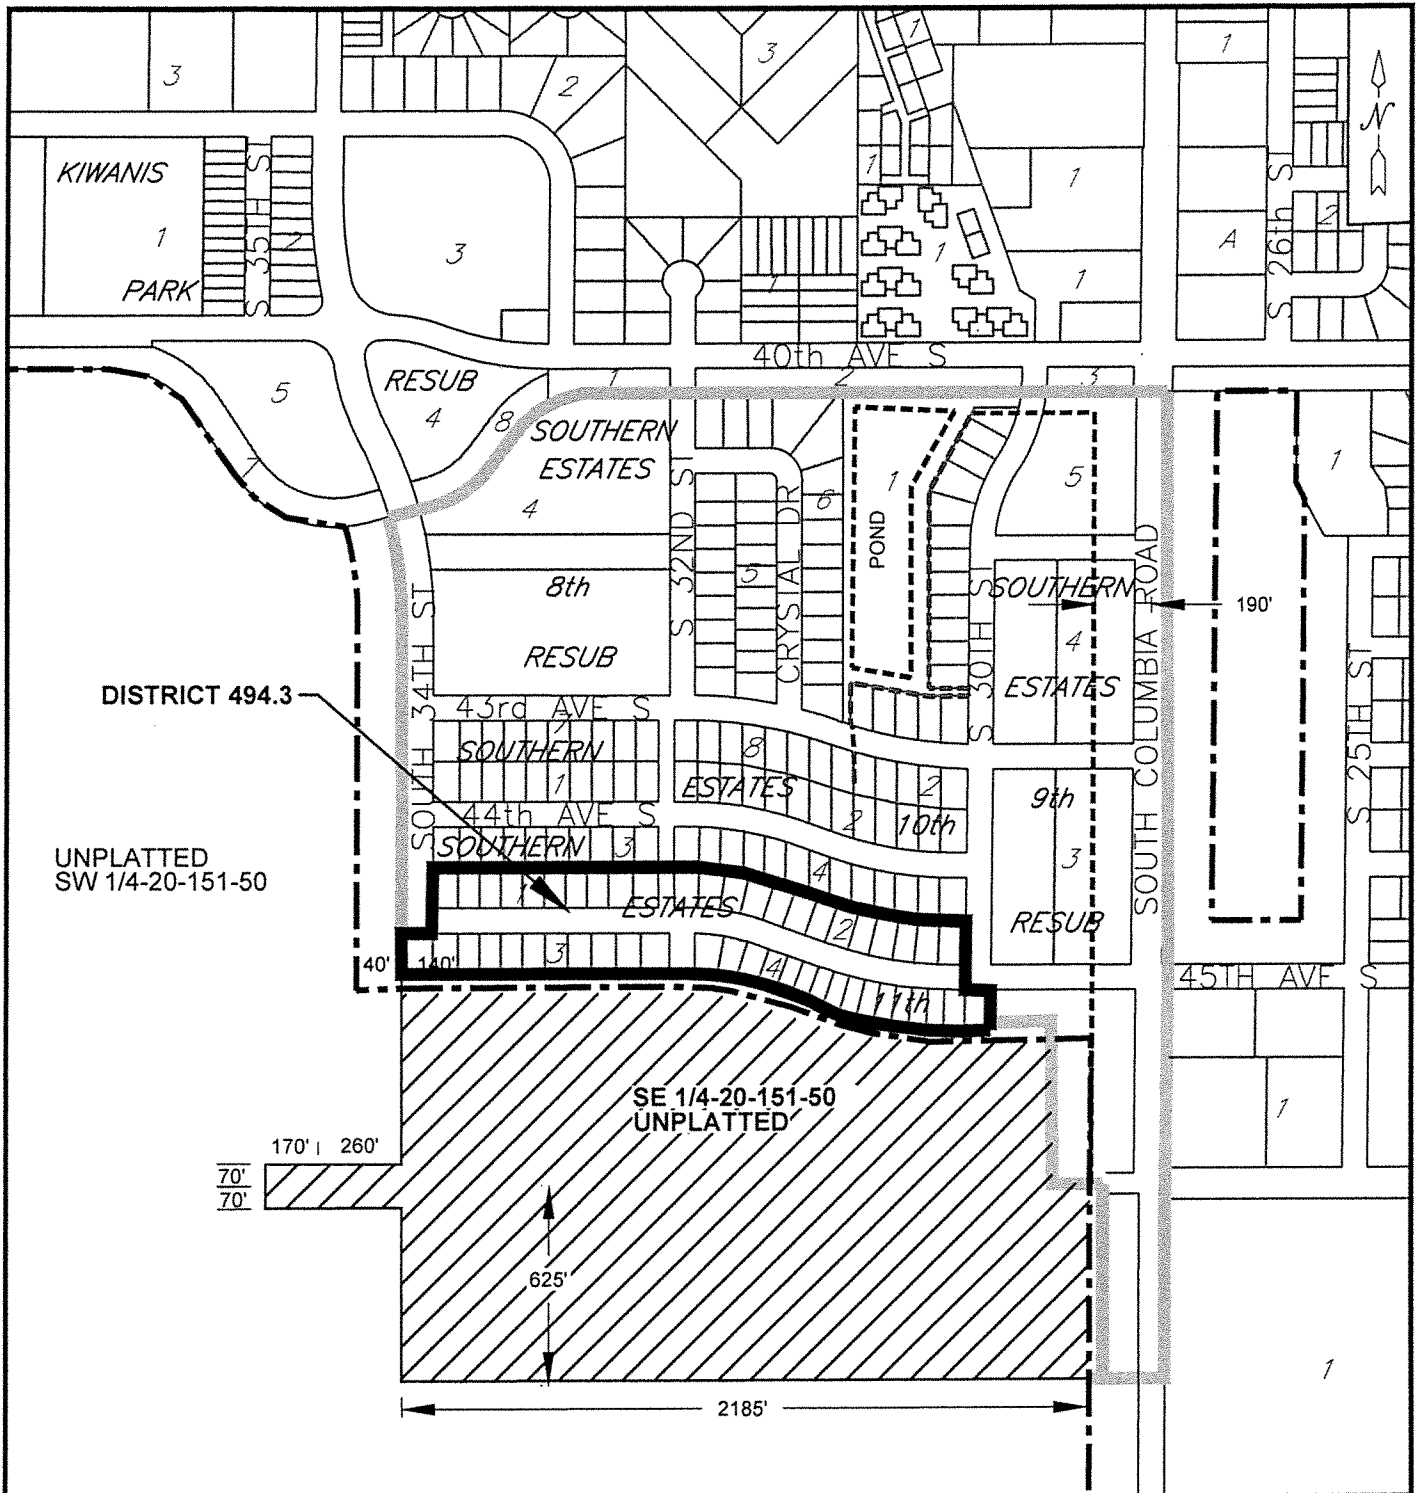 3
2
3
1
1
N
KIWANIS
1
PARK
S 35TH ST
2
3
1
1
1
1
1
A
S 26th S
2
40th AVE S
5
RESUB
4
8
7
1
2
3
SOUTHERN
ESTATES
4
S 32ND ST
CRYSTAL DR
5
6
1
POND
S 30TH ST
5
1
8th
RESUB
SOUTHERN
4
ESTATES
SOUTH COLUMBIA ROAD
190'
S 25TH ST
DISTRICT 494.3
SOUTH 34TH ST
43rd AVE S
SOUTHERN
1
8
ESTATES
2
2
10th
9th
3
RESUB
44th AVE S
SOUTHERN
3
4
UNPLATTED
SW 1/4-20-151-50
1
ESTATES
2
40'
140'
3
4
11th
45TH AVE S
1
SE 1/4-20-151-50
UNPLATTED
170'
260'
70'
70'
625'
2185'
1